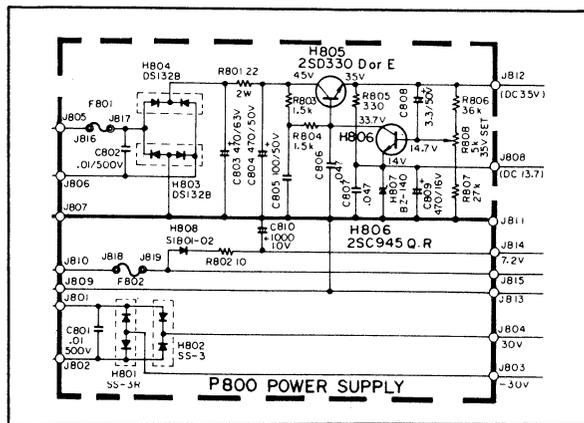 H805
2SD330 D or E
H804
DS132B
R801 22
2W
45V
35V
J812
(DC35V)
F801
J805
J817
J816
C802
.01/500V
R803
1.5k
R805
330
C808
3.3/50V
R806
36k
33.7V
R804
1.5k
H806
14.7V
R808
5k
35V SET
J806
H803
DS132B
C803 470/63V
C804 470/50V
C805 100/50V
C806
.047
14V
C807
.047
H807
BZ-140
C809
470/16V
R807
27k
J808
(DC 13.7)
J807
J811
H808
S1B01-02
C810
1000
10V
H806
2SC945 Q.R
J814
7.2V
J810
J818
J819
R802 10
F802
J809
J815
J801
J813
C801
.01
500V
H802
SS-3
J804
30V
J802
H801
SS-3R
P800 POWER SUPPLY
J803
-30V